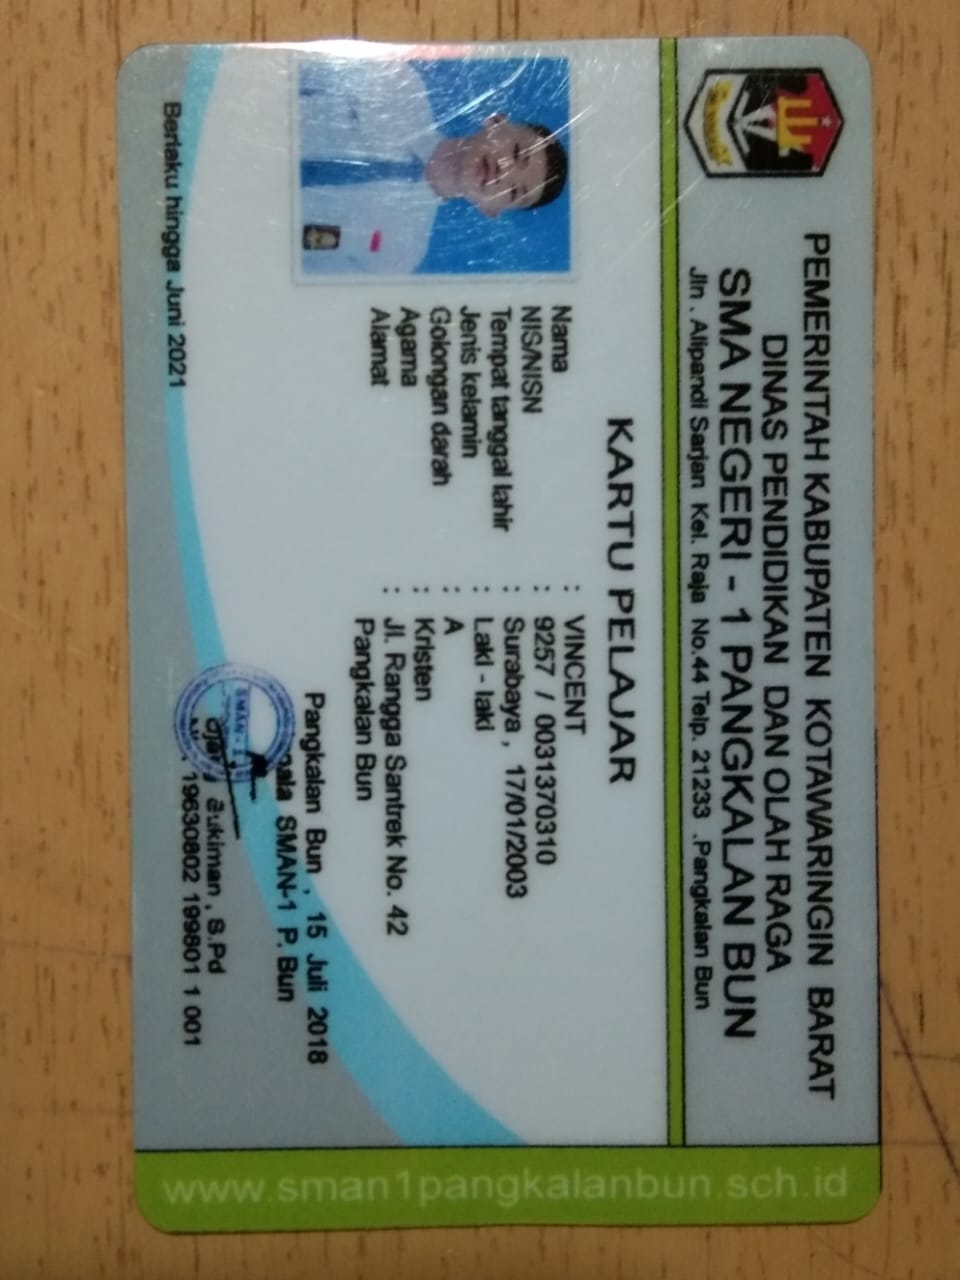 PEMERINTAH KABUPATEN KOTAWARINGIN BARAT
DINAS PENDIDIKAN DAN OLAH RAGA
SMA NEGERI - 1 PANGKALAN BUN
Jln . Alipandi Sarjan Kel. Raja No.44 Telp. 21233 .Pangkalan Bun
KARTU PELAJAR
Nama : VINCENT
NIS/NISN : 9257 / 0031370310
Tempat tanggal lahir : Surabaya , 17/01/2003
Jenis kelamin : Laki - laki
Golongan darah : A
Agama : Kristen
Alamat : Jl. Rangga Santrek No. 42
Pangkalan Bun
Pangkalan Bun , 15 Juli 2018
SMAN-1 P. Bun
SMAN - 1
Sukiman , S.Pd
19630802 199801 1 001
Berlaku hingga Juni 2021
www.sman1pangkalanbun.sch.id